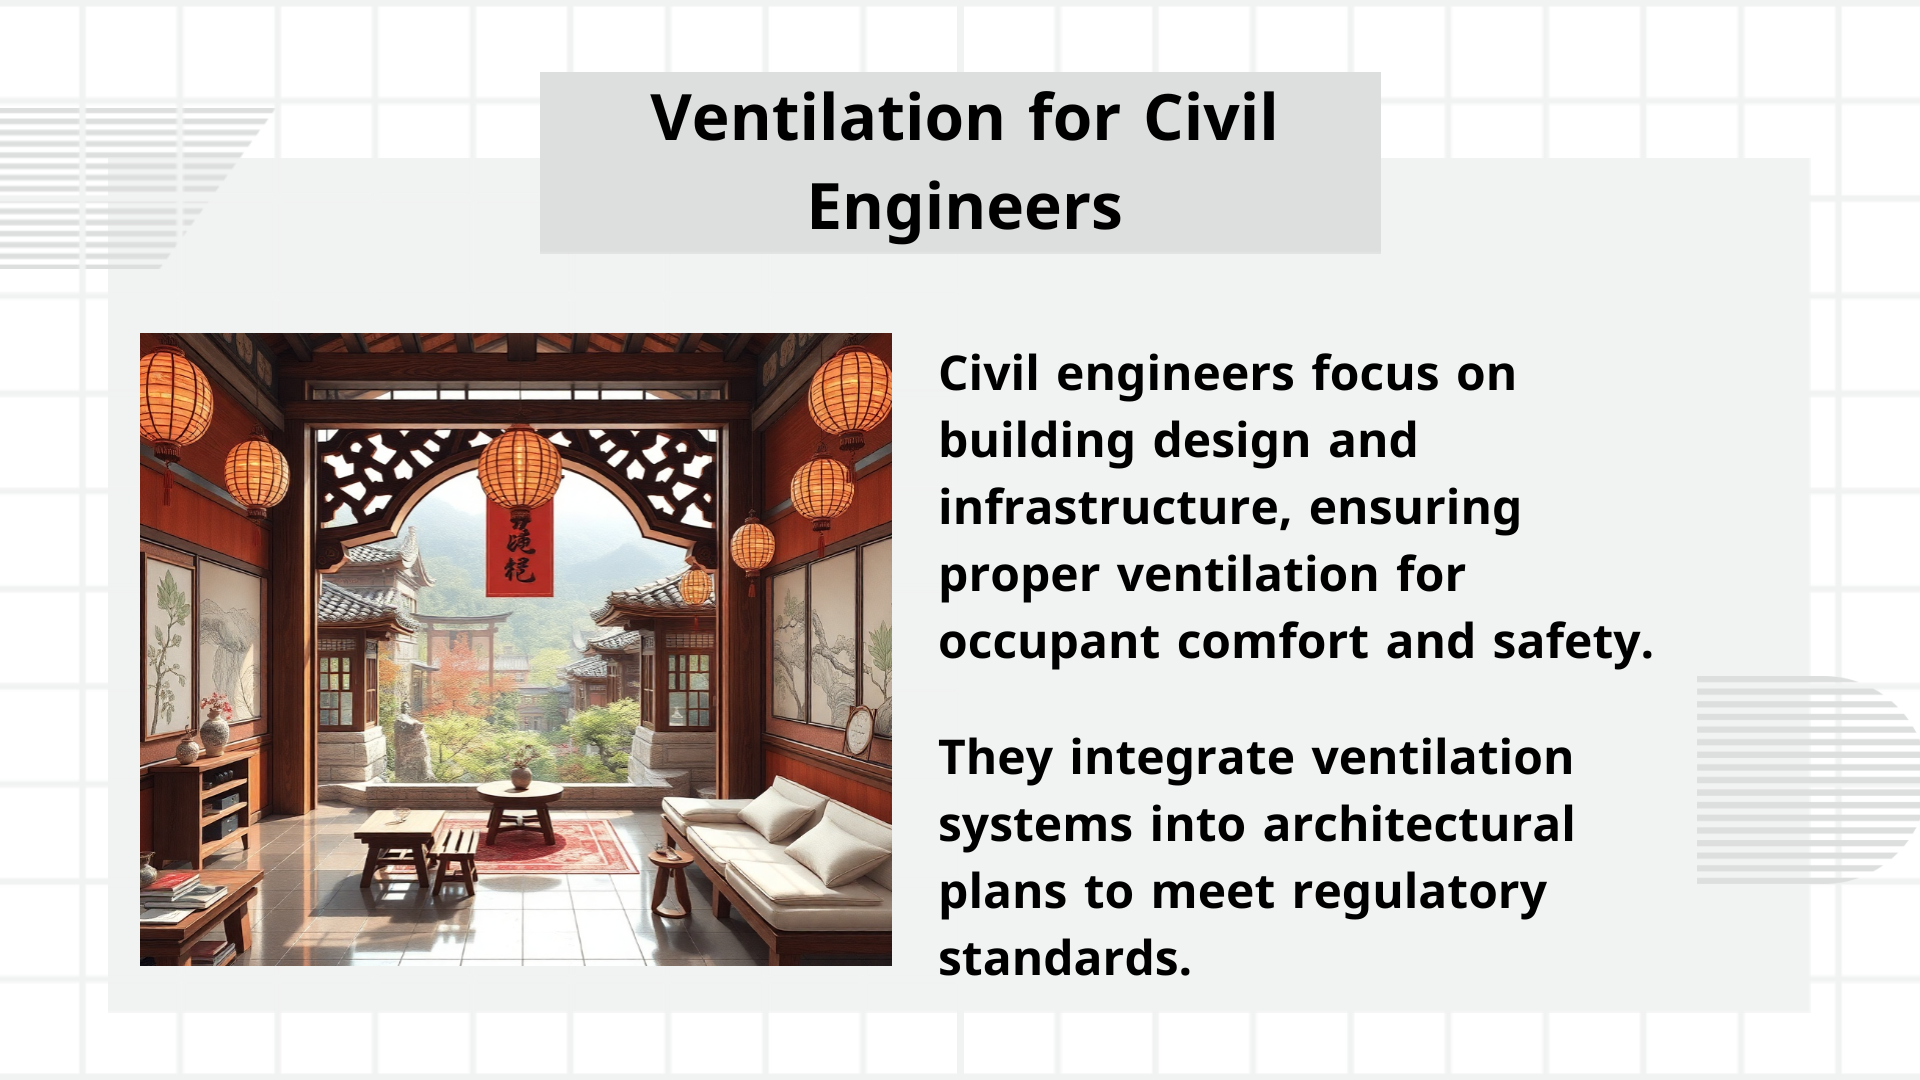 Ventilation for Civil
Engineers
Civil engineers focus on
building design and
infrastructure, ensuring
proper ventilation for
occupant comfort and safety.
They integrate ventilation
systems into architectural
plans to meet regulatory
standards.